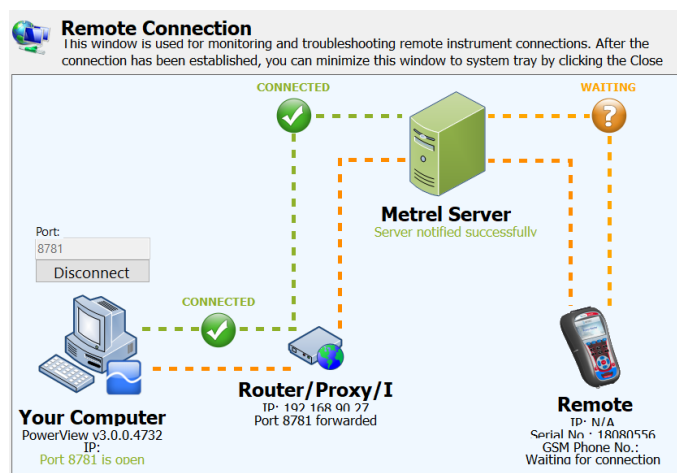 Remote Connection
This window is used for monitoring and troubleshooting remote instrument connections. After the
connection has been established, you can minimize this window to system tray by clicking the Close
CONNECTED
WAITING
Metrel Server
Server notified successfully
Port:
8781
Disconnect
CONNECTED
Router/Proxy/I
IP: 192.168.90.27
Port 8781 forwarded
Your Computer
PowerView v3.0.0.4732
IP:
Port 8781 is open
Remote
IP: N/A
Serial No.: 18080556
GSM Phone No.:
Waiting for connection